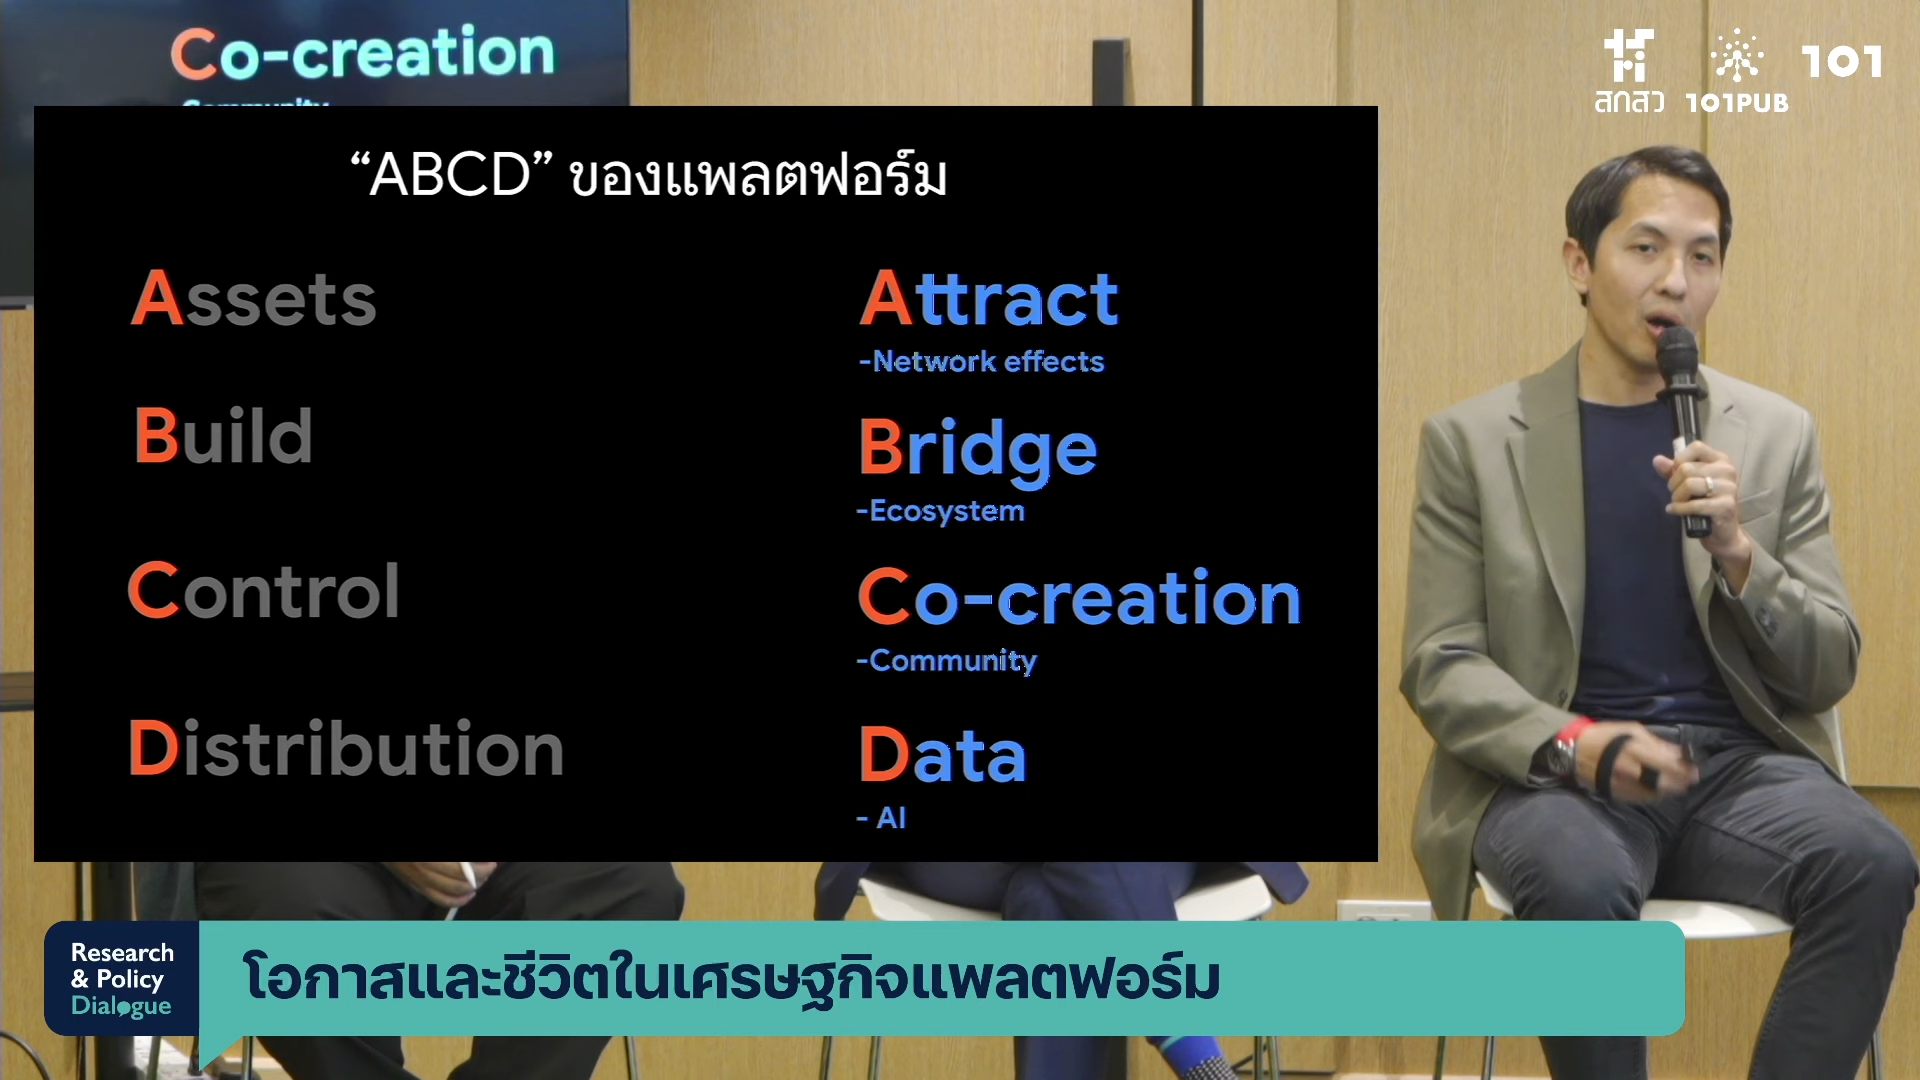 Co-creation
Community
สกสว
101PUB
101
“ABCD” ของแพลตฟอร์ม
Assets
Build
Control
Distribution
Attract
-Network effects
Bridge
-Ecosystem
Co-creation
-Community
Data
- AI
Research
& Policy
Dialogue
โอกาสและชีวิตในเศรษฐกิจแพลตฟอร์ม